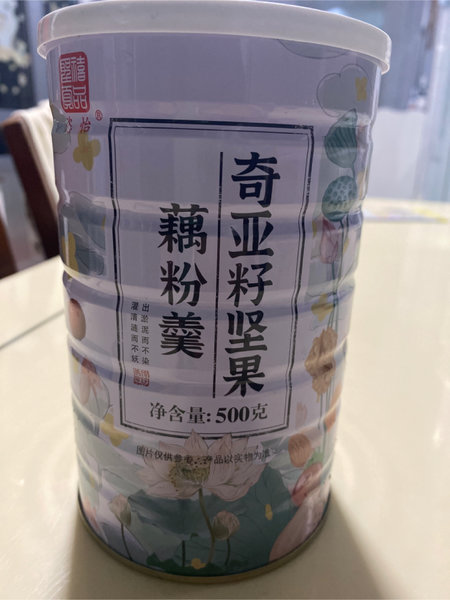 奇亚籽坚果
藕粉羹
出淤泥而不染
濯清涟而不妖
净含量:500克
图片仅供参考,产品以实物为准